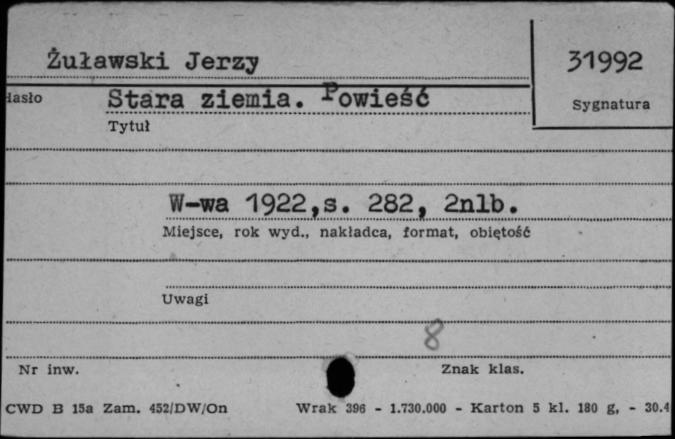 Żuławski Jerzy
31992
Hasło
Stara ziemia. Powieść
Sygnatura
Tytuł
W-wa 1922,s. 282, 2nlb.
Miejsce, rok wyd., nakładca, format, obiętość
Uwagi
8
Nr inw.
Znak klas.
CWD B 15a Zam. 452/DW/On
Wrak 396 - 1.730.000 - Karton 5 kl. 180 g, - 30.4